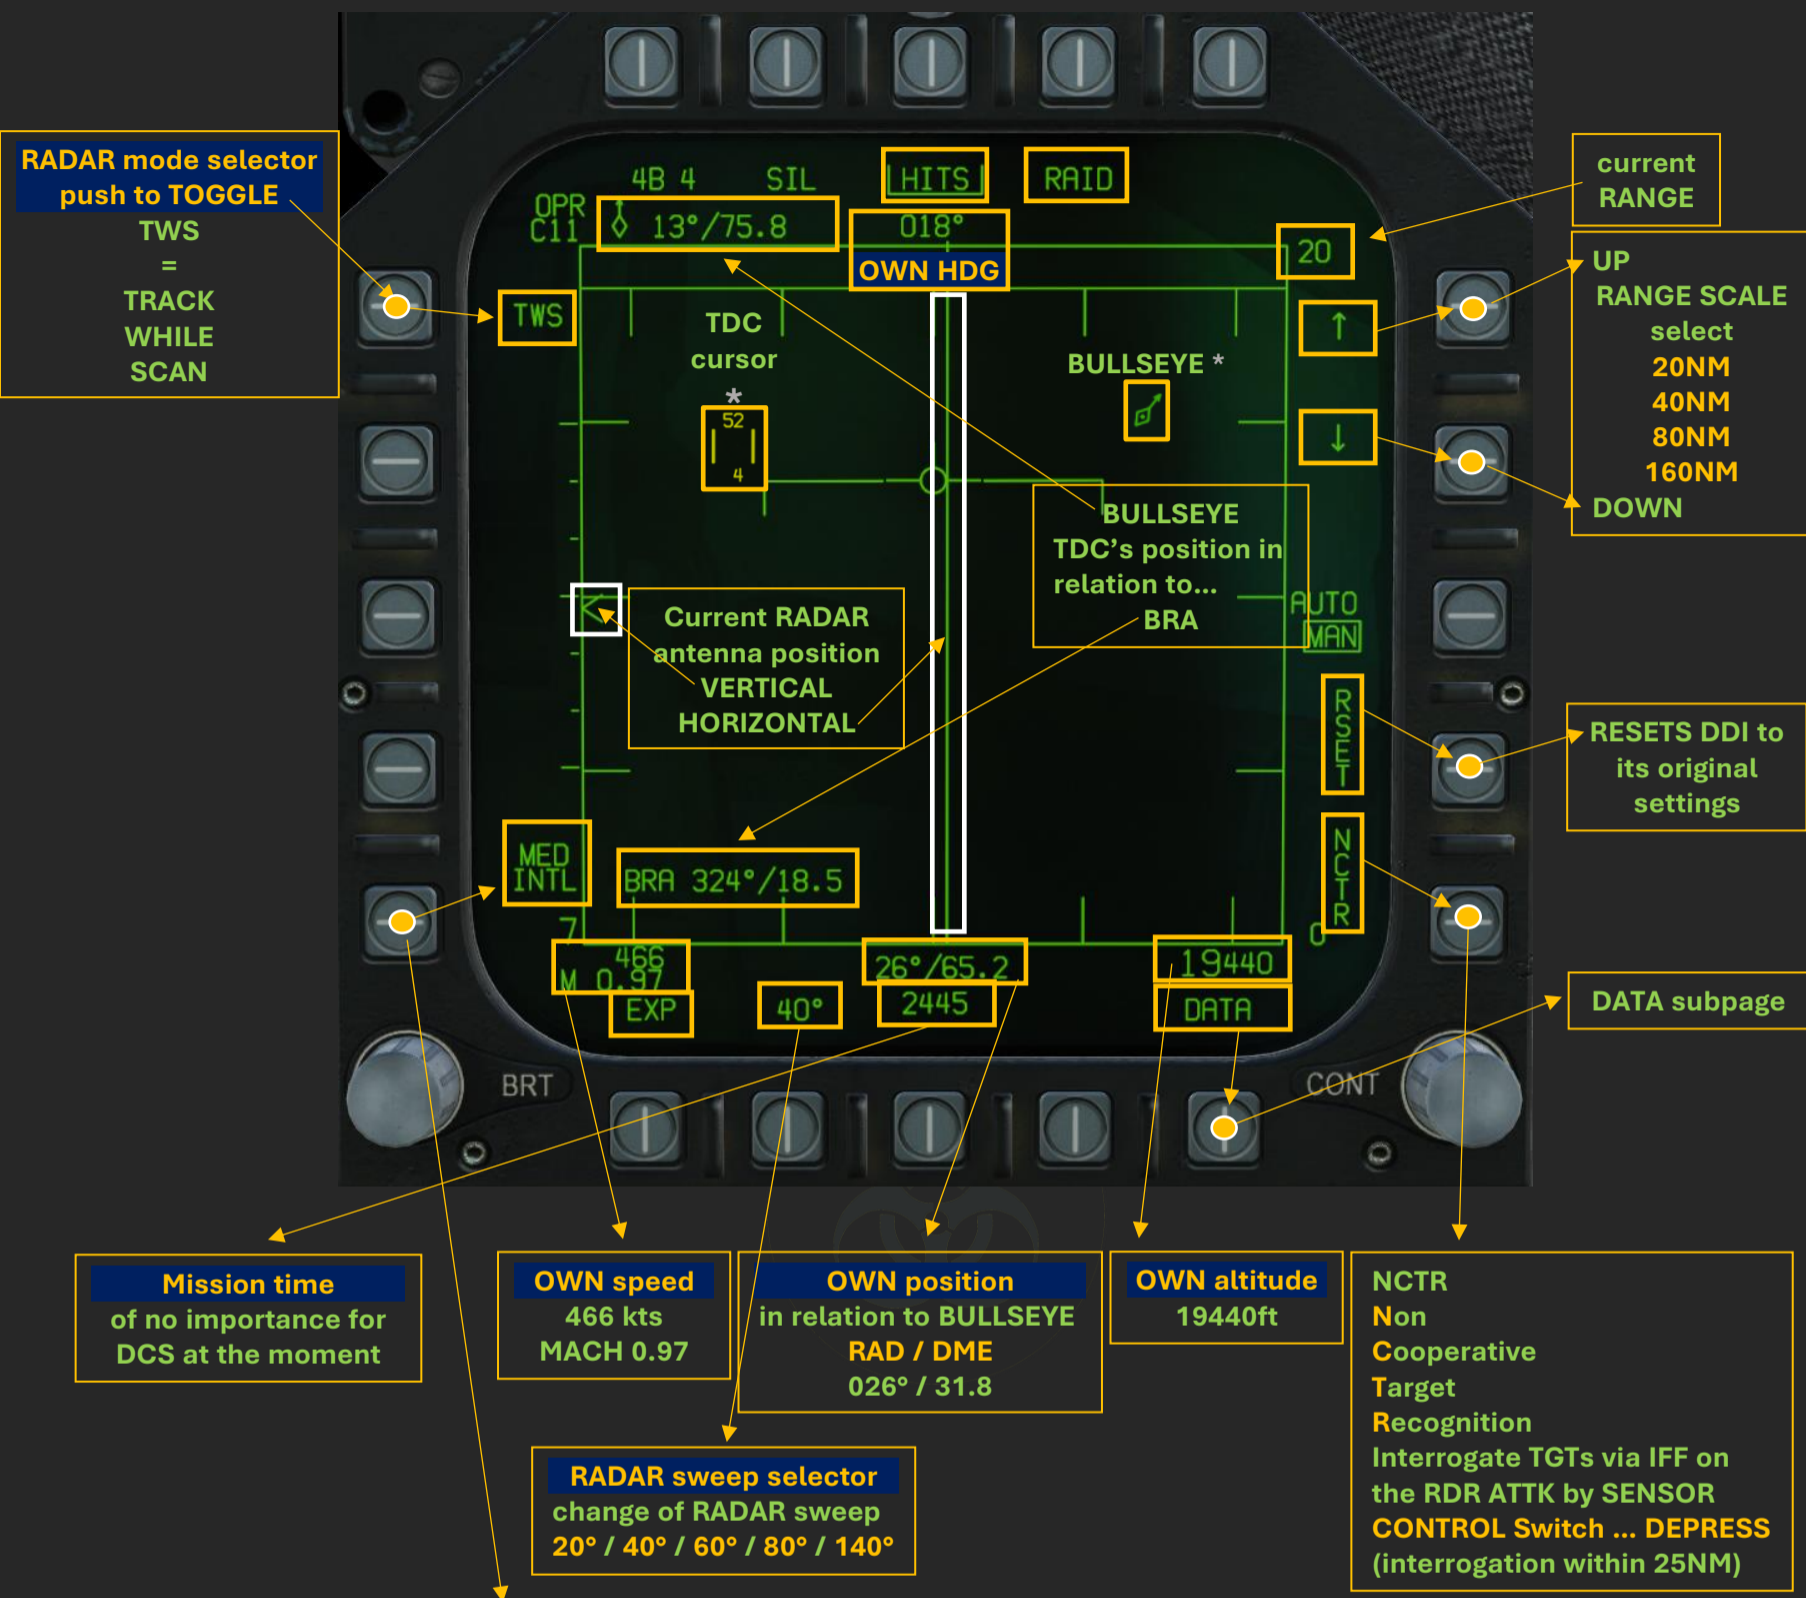 RADAR mode selector
push to TOGGLE
TWS
=
TRACK
WHILE
SCAN
4B 4
SIL
HITS
RAID
OPR
C11
13°/75.8
018°
OWN HDG
20
current
RANGE
TWS
TDC
cursor
*
52
4
BULLSEYE *
↑
↓
UP
RANGE SCALE
select
20NM
40NM
80NM
160NM
DOWN
BULLSEYE
TDC's position in
relation to...
BRA
Current RADAR
antenna position
VERTICAL
HORIZONTAL
AUTO
MAN
RSET
RESETS DDI to
its original
settings
NCTR
MED
INTL
BRA 324°/18.5
7
0
466
M 0.97
26°/65.2
19440
EXP
40°
2445
DATA
DATA subpage
BRT
CONT
Mission time
of no importance for
DCS at the moment
OWN speed
466 kts
MACH 0.97
OWN position
in relation to BULLSEYE
RAD / DME
026° / 31.8
OWN altitude
19440ft
RADAR sweep selector
change of RADAR sweep
20° / 40° / 60° / 80° / 140°
NCTR
Non
Cooperative
Target
Recognition
Interrogate TGTs via IFF on
the RDR ATTK by SENSOR
CONTROL Switch ... DEPRESS
(interrogation within 25NM)